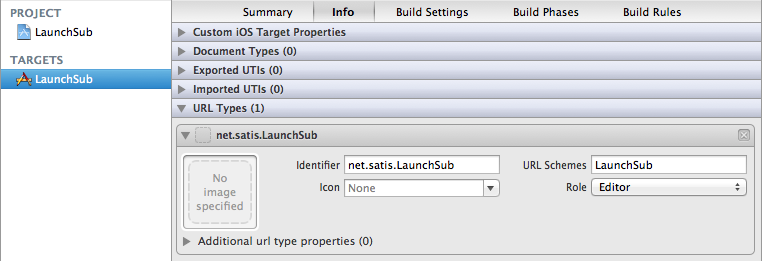 PROJECT
LaunchSub
TARGETS
LaunchSub
Summary Info Build Settings Build Phases Build Rules
Custom iOS Target Properties
Document Types (0)
Exported UTIs (0)
Imported UTIs (0)
URL Types (1)
net.satis.LaunchSub
No
image
specified
Identifier net.satis.LaunchSub URL Schemes LaunchSub
Icon None Role Editor
Additional url type properties (0)